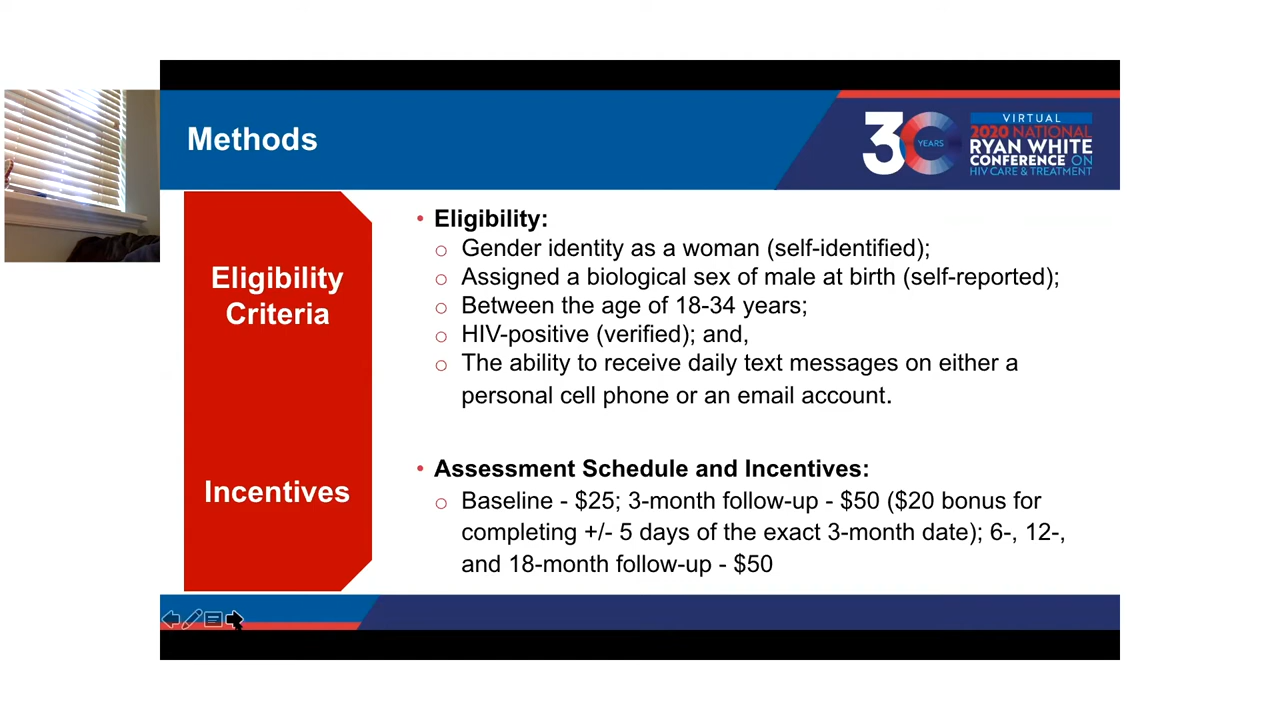 Methods
30 YEARS
VIRTUAL
2020 NATIONAL
RYAN WHITE
CONFERENCE ON
HIV CARE & TREATMENT
Eligibility
Criteria
• Eligibility:
o Gender identity as a woman (self-identified);
o Assigned a biological sex of male at birth (self-reported);
o Between the age of 18-34 years;
o HIV-positive (verified); and,
o The ability to receive daily text messages on either a
personal cell phone or an email account.
Incentives
• Assessment Schedule and Incentives:
o Baseline - $25; 3-month follow-up - $50 ($20 bonus for
completing +/- 5 days of the exact 3-month date); 6-, 12-,
and 18-month follow-up - $50